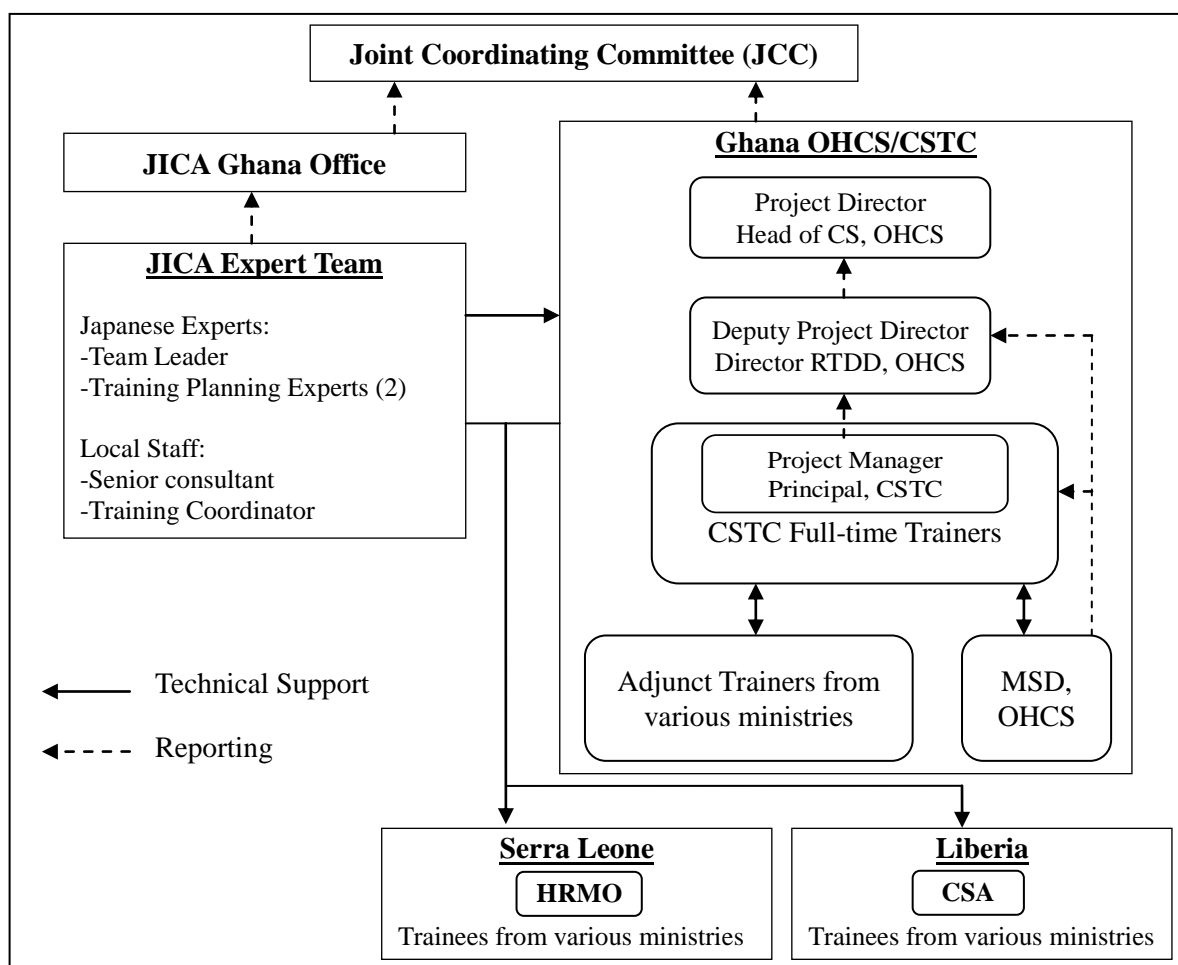 Joint Coordinating Committee (JCC)
JICA Ghana Office
JICA Expert Team
Japanese Experts:
-Team Leader
-Training Planning Experts (2)
Local Staff:
-Senior consultant
-Training Coordinator
Ghana OHCS/CSTC
Project Director
Head of CS, OHCS
Deputy Project Director
Director RTDD, OHCS
Project Manager
Principal, CSTC
CSTC Full-time Trainers
Adjunct Trainers from
various ministries
MSD,
OHCS
Technical Support
Reporting
Serra Leone
HRMO
Trainees from various ministries
Liberia
CSA
Trainees from various ministries